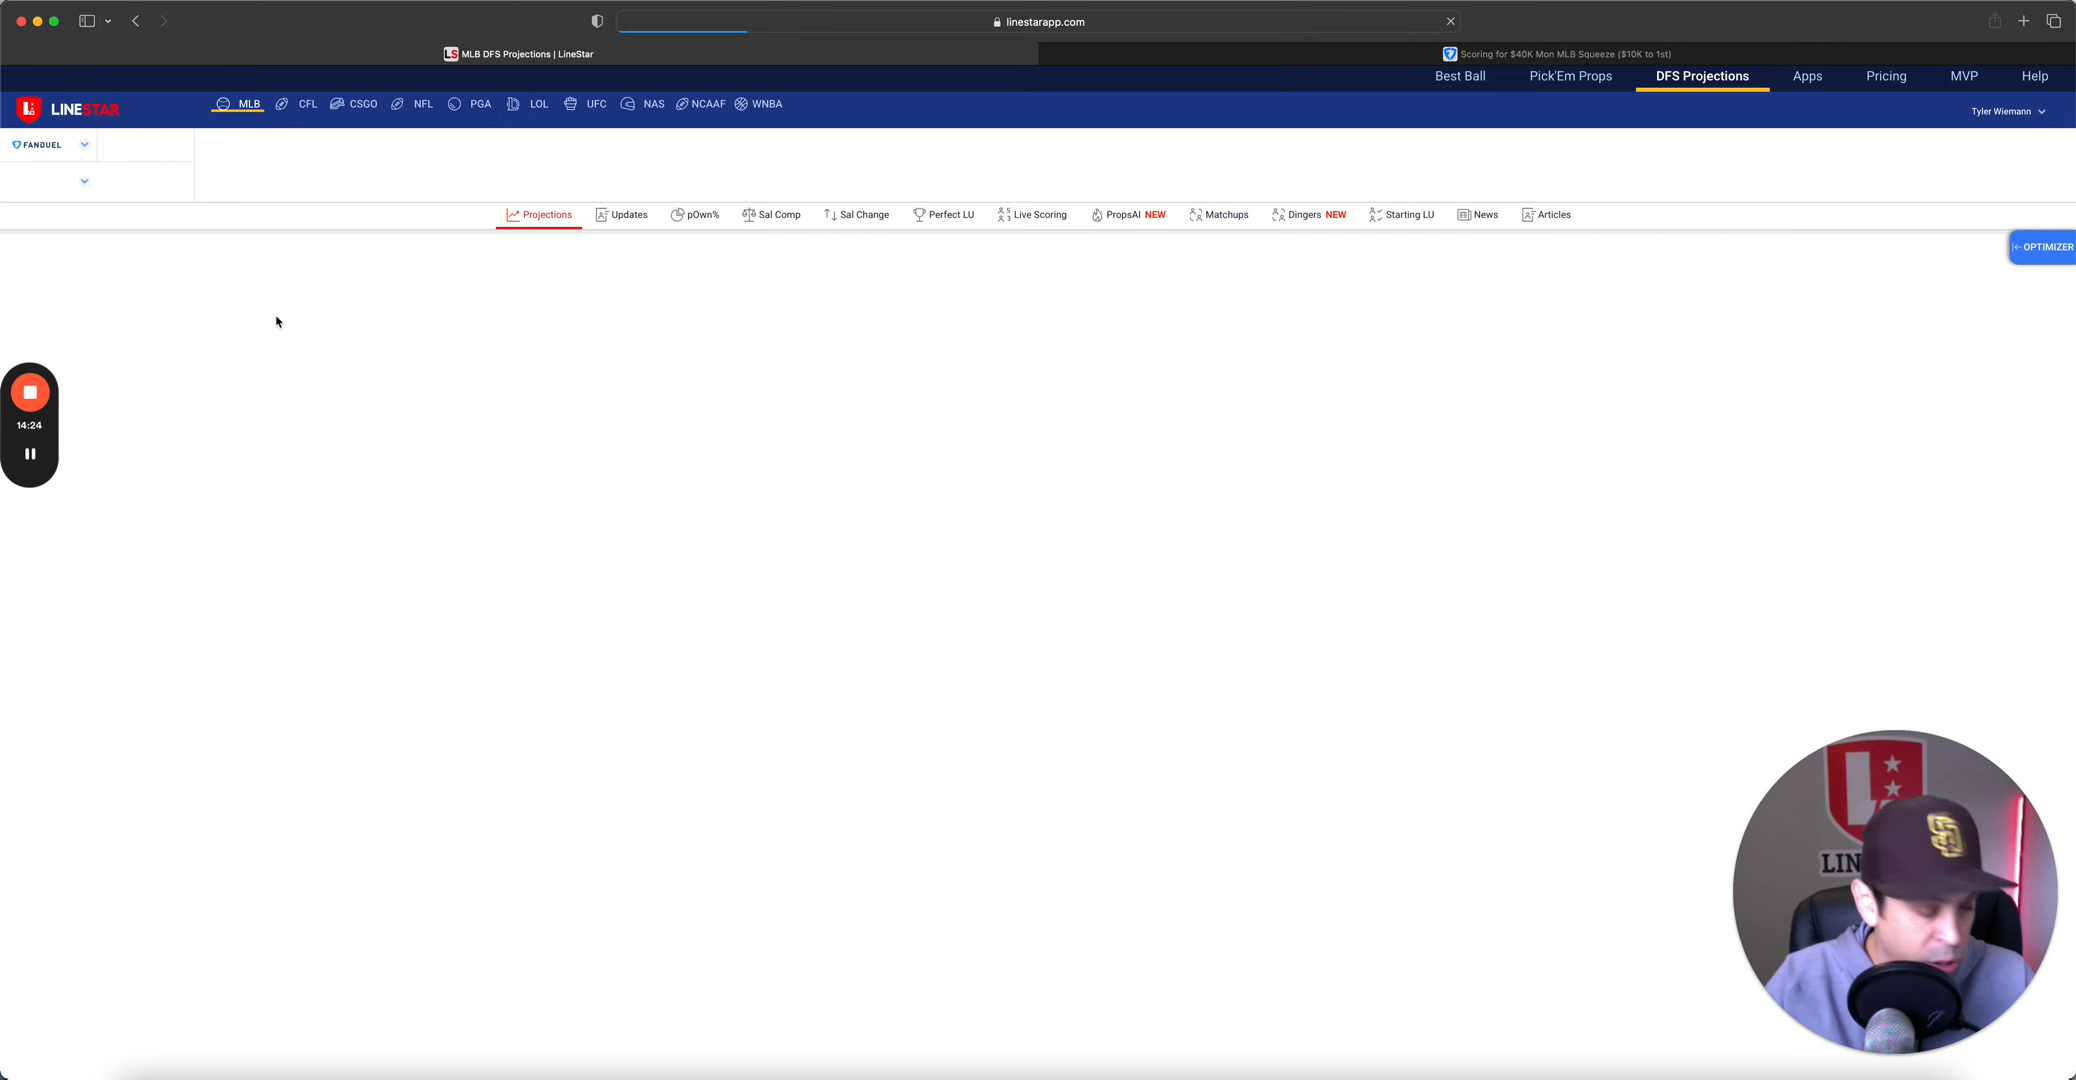 linestarapp.com
MLB DFS Projections | LineStar
Scoring for $40K Mon MLB Squeeze ($10K to 1st)
Best Ball Pick'Em Props DFS Projections Apps Pricing MVP Help
LINESTAR MLB CFL CSGO NFL PGA LOL UFC NAS NCAAF WNBA Tyler Wiemann
FANDUEL
Projections Updates pOwn% Sal Comp Sal Change Perfect LU Live Scoring PropsAI NEW Matchups Dingers NEW Starting LU News Articles
OPTIMIZER
14:24
SD
LIN